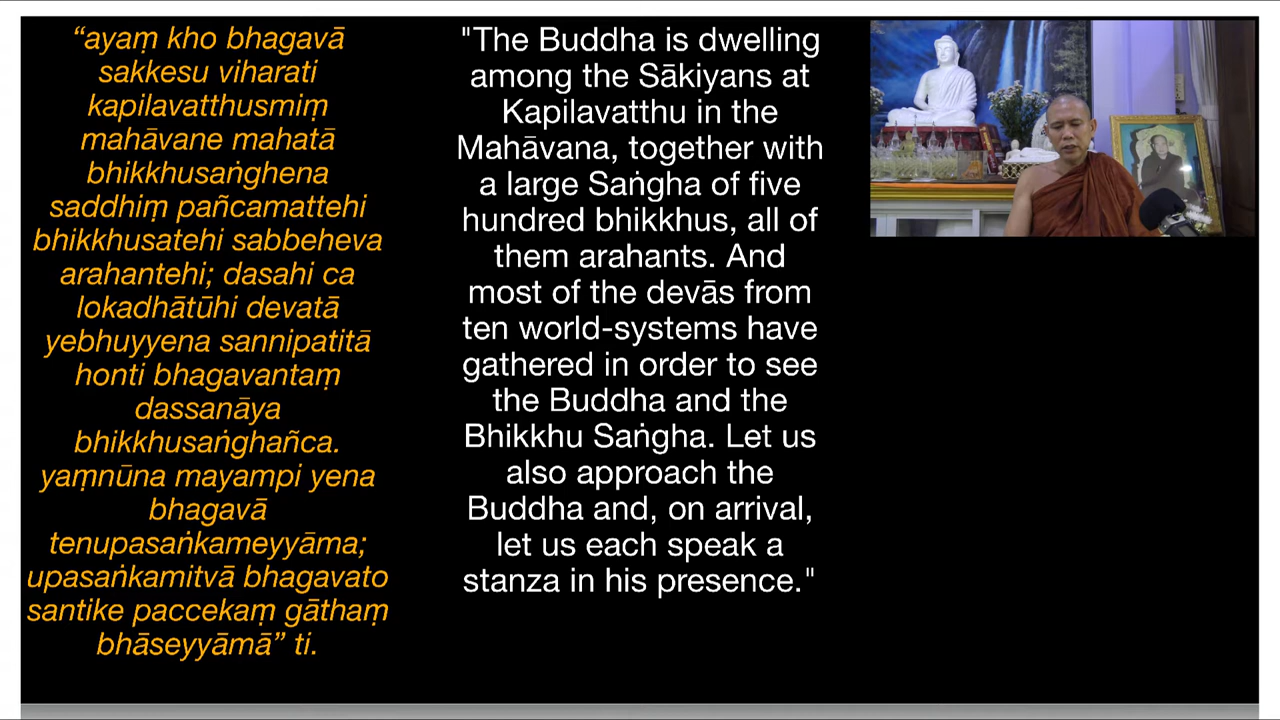 “ayaṃ kho bhagavā
sakkesu viharati
kapilavatthusmiṃ
mahāvane mahatā
bhikkhusaṅghena
saddhiṃ pañcamattehi
bhikkhusatehi sabbeheva
arahantehi; dasahi ca
lokadhātūhi devatā
yebhuyyena sannipatitā
honti bhagavantaṃ
dassanāya
bhikkhusaṅghañca.
yaṃnūna mayampi yena
bhagavā
tenupasaṅkameyyāma;
upasaṅkamitvā bhagavato
santike paccekaṃ gāthaṃ
bhāseyyāmā” ti.
"The Buddha is dwelling
among the Sākiyans at
Kapilavatthu in the
Mahāvana, together with
a large Saṅgha of five
hundred bhikkhus, all of
them arahants. And
most of the devās from
ten world-systems have
gathered in order to see
the Buddha and the
Bhikkhu Saṅgha. Let us
also approach the
Buddha and, on arrival,
let us each speak a
stanza in his presence."